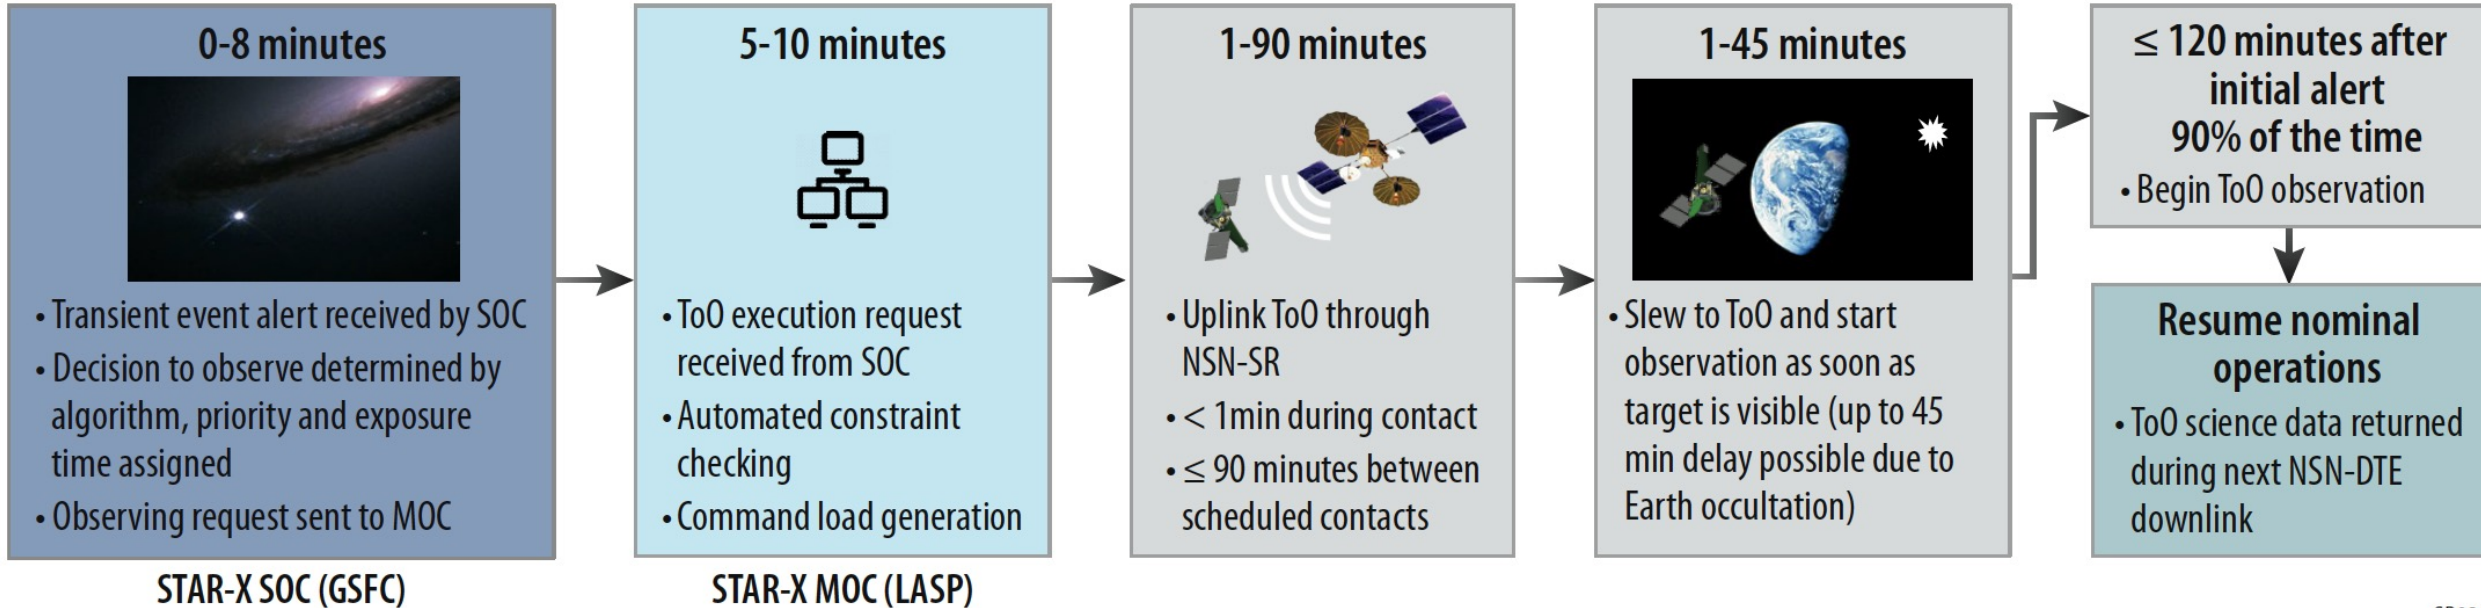 0-8 minutes
• Transient event alert received by SOC
• Decision to observe determined by
algorithm, priority and exposure
time assigned
• Observing request sent to MOC
STAR-X SOC (GSFC)
5-10 minutes
• ToO execution request
received from SOC
• Automated constraint
checking
• Command load generation
STAR-X MOC (LASP)
1-90 minutes
• Uplink ToO through
NSN-SR
• < 1min during contact
• ≤ 90 minutes between
scheduled contacts
1-45 minutes
• Slew to ToO and start
observation as soon as
target is visible (up to 45
min delay possible due to
Earth occultation)
≤ 120 minutes after
initial alert
90% of the time
• Begin ToO observation
Resume nominal
operations
• ToO science data returned
during next NSN-DTE
downlink